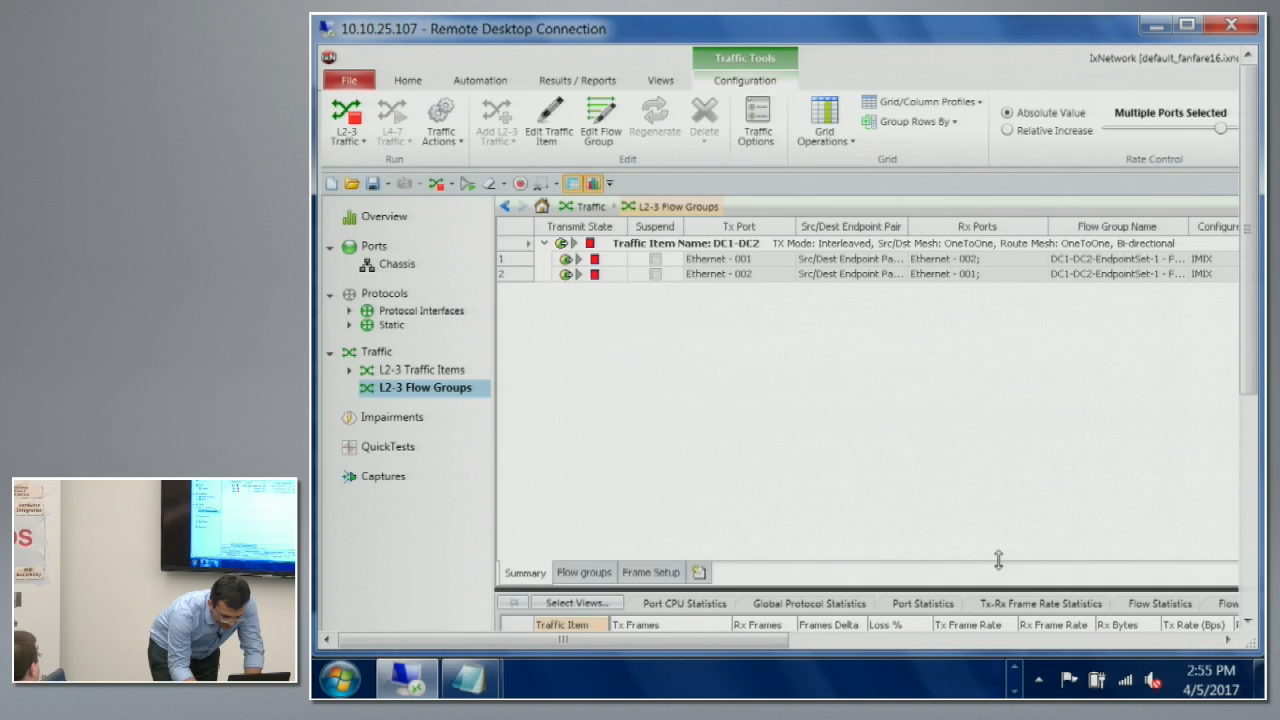 10.10.25.107 - Remote Desktop Connection
Traffic Tools
IxNetwork [default_fanfare16.ixnc
File Home Automation Results / Reports Views Configuration
L2-3 Traffic
L4-7 Traffic
Traffic Actions
Add L2-3 Traffic
Edit Traffic Item
Edit Flow Group
Regenerate
Delete
Traffic Options
Grid Operations
Grid/Column Profiles
Group Rows By
Absolute Value
Relative Increase
Multiple Ports Selected
Run Edit Grid Rate Control
Overview
Ports
Chassis
Protocols
Protocol Interfaces
Static
Traffic
L2-3 Traffic Items
L2-3 Flow Groups
Impairments
QuickTests
Captures
Traffic L2-3 Flow Groups
Transmit State Suspend Tx Port Src/Dest Endpoint Pair Rx Ports Flow Group Name Configure
Traffic Item Name: DC1-DC2 TX Mode: Interleaved, Src/Dst Mesh: OneToOne, Route Mesh: OneToOne, Bi-directional
1 Ethernet - 001 Src/Dest Endpoint Pa... Ethernet - 002; DC1-DC2-EndpointSet-1 - F... IMIX
2 Ethernet - 002 Src/Dest Endpoint Pa... Ethernet - 001; DC1-DC2-EndpointSet-1 - F... IMIX
Summary Flow groups Frame Setup
Select Views... Port CPU Statistics Global Protocol Statistics Port Statistics Tx-Rx Frame Rate Statistics Flow Statistics Flow
Traffic Item Tx Frames Rx Frames Frames Delta Loss % Tx Frame Rate Rx Frame Rate Rx Bytes Tx Rate (Bps)
2:55 PM
4/5/2017